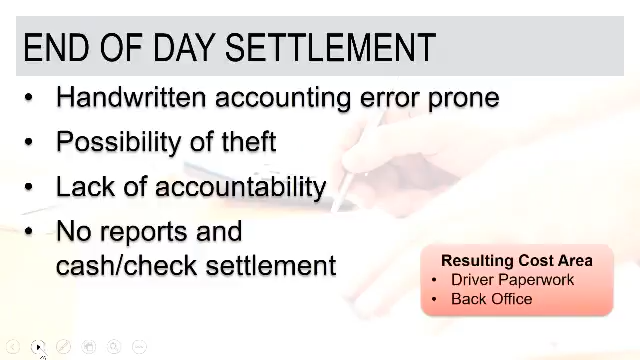 END OF DAY SETTLEMENT
• Handwritten accounting error prone
• Possibility of theft
• Lack of accountability
• No reports and
cash/check settlement
Resulting Cost Area
• Driver Paperwork
• Back Office